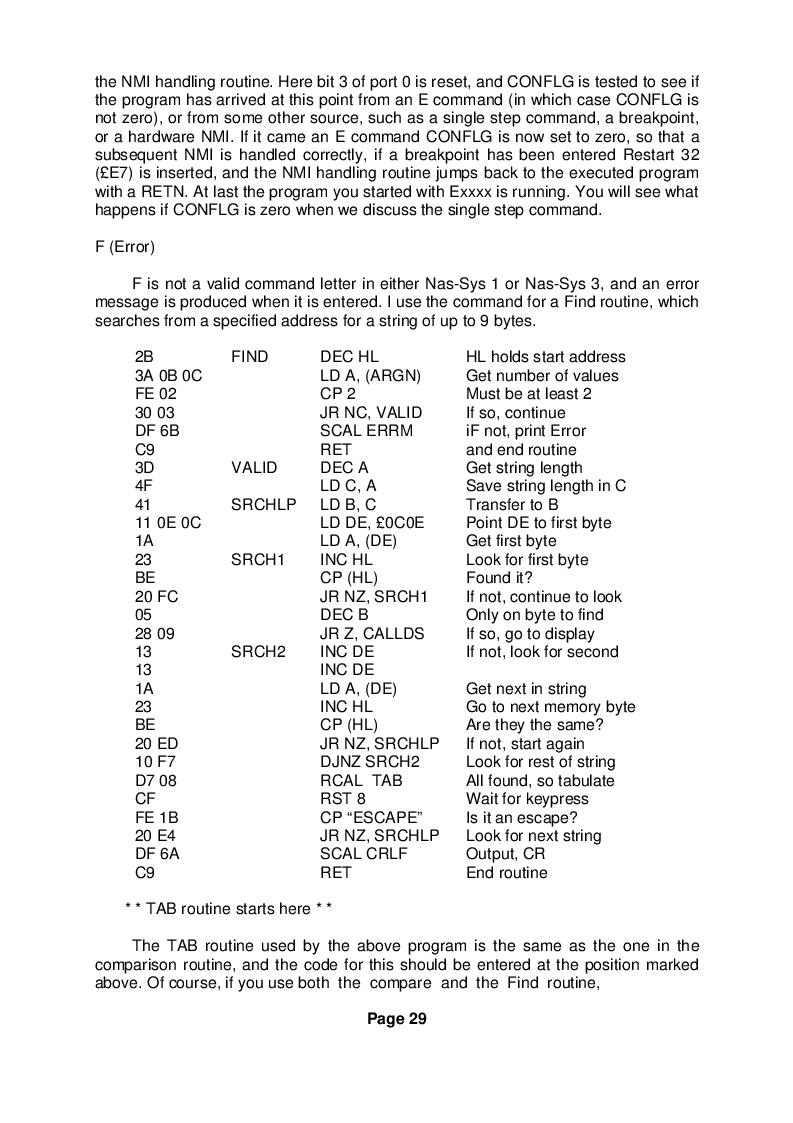 the NMI handling routine. Here bit 3 of port 0 is reset, and CONFLG is tested to see if
the program has arrived at this point from an E command (in which case CONFLG is
not zero), or from some other source, such as a single step command, a breakpoint,
or a hardware NMI. If it came an E command CONFLG is now set to zero, so that a
subsequent NMI is handled correctly, if a breakpoint has been entered Restart 32
(£E7) is inserted, and the NMI handling routine jumps back to the executed program
with a RETN. At last the program you started with Exxxx is running. You will see what
happens if CONFLG is zero when we discuss the single step command.
F (Error)
F is not a valid command letter in either Nas-Sys 1 or Nas-Sys 3, and an error
message is produced when it is entered. I use the command for a Find routine, which
searches from a specified address for a string of up to 9 bytes.
2B FIND DEC HL HL holds start address
3A 0B 0C LD A, (ARGN) Get number of values
FE 02 CP 2 Must be at least 2
30 03 JR NC, VALID If so, continue
DF 6B SCAL ERRM iF not, print Error
C9 RET and end routine
3D VALID DEC A Get string length
4F LD C, A Save string length in C
41 SRCHLP LD B, C Transfer to B
11 0E 0C LD DE, £0C0E Point DE to first byte
1A LD A, (DE) Get first byte
23 SRCH1 INC HL Look for first byte
BE CP (HL) Found it?
20 FC JR NZ, SRCH1 If not, continue to look
05 DEC B Only on byte to find
28 09 JR Z, CALLDS If so, go to display
13 SRCH2 INC DE If not, look for second
13 INC DE
1A LD A, (DE) Get next in string
23 INC HL Go to next memory byte
BE CP (HL) Are they the same?
20 ED JR NZ, SRCHLP If not, start again
10 F7 DJNZ SRCH2 Look for rest of string
D7 08 RCAL TAB All found, so tabulate
CF RST 8 Wait for keypress
FE 1B CP “ESCAPE” Is it an escape?
20 E4 JR NZ, SRCHLP Look for next string
DF 6A SCAL CRLF Output, CR
C9 RET End routine
* * TAB routine starts here * *
The TAB routine used by the above program is the same as the one in the
comparison routine, and the code for this should be entered at the position marked
above. Of course, if you use both the compare and the Find routine,
Page 29